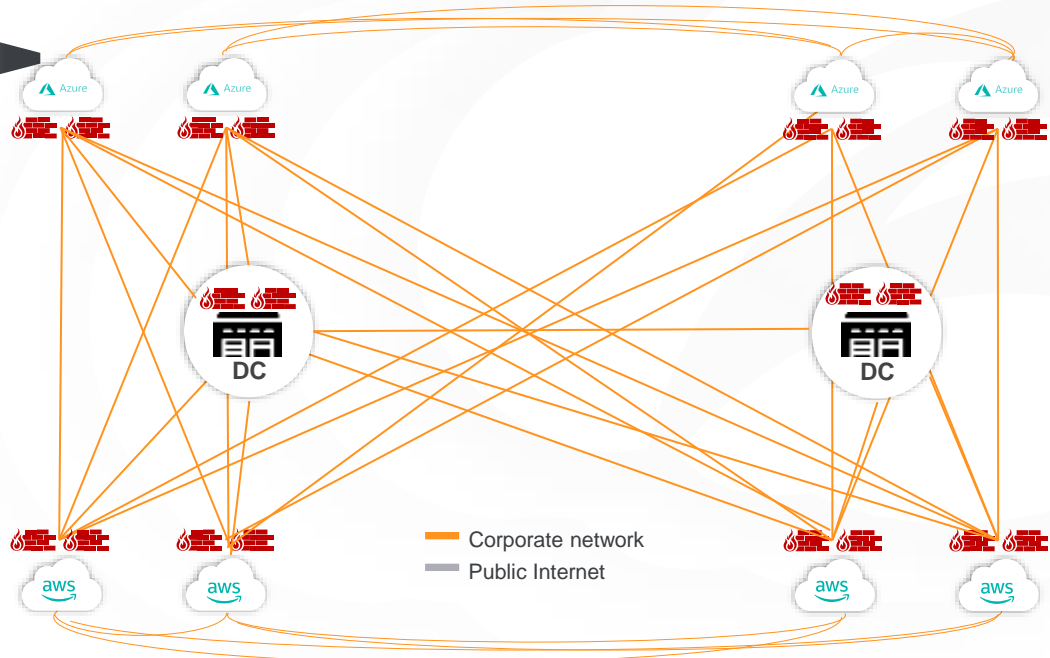 Azure
Azure
Azure
Azure
DC
DC
Corporate network
Public Internet
aws
aws
aws
aws